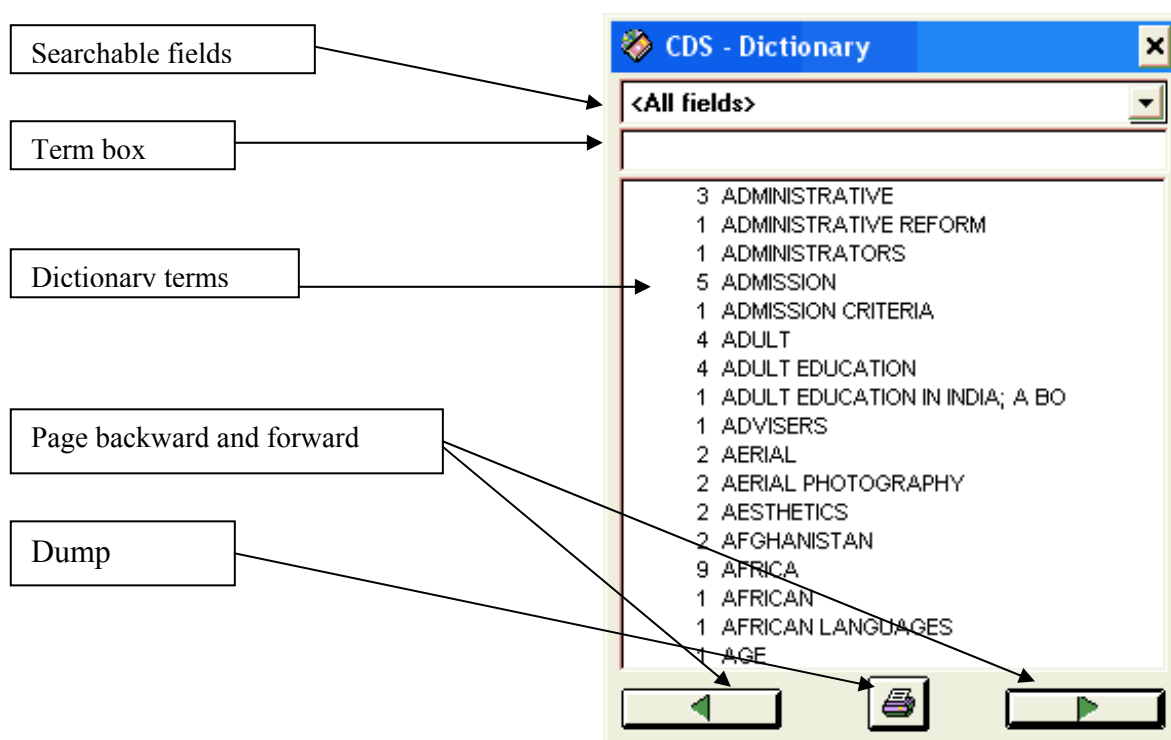 Searchable fields
Term box
Dictionary terms
Page backward and forward
Dump
CDS - Dictionary
<All fields>
3 ADMINISTRATIVE
1 ADMINISTRATIVE REFORM
1 ADMINISTRATORS
5 ADMISSION
1 ADMISSION CRITERIA
4 ADULT
4 ADULT EDUCATION
1 ADULT EDUCATION IN INDIA; A BO
1 ADVISERS
2 AERIAL
2 AERIAL PHOTOGRAPHY
2 AESTHETICS
2 AFGHANISTAN
9 AFRICA
1 AFRICAN
1 AFRICAN LANGUAGES
1 AGE